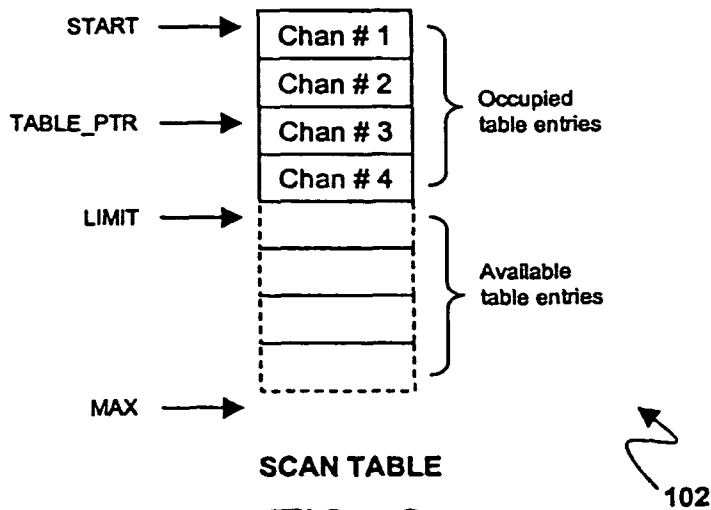 START
Chan # 1
Chan # 2
TABLE_PTR
Chan # 3
Chan # 4
Occupied
table entries
LIMIT
Available
table entries
MAX
SCAN TABLE
102